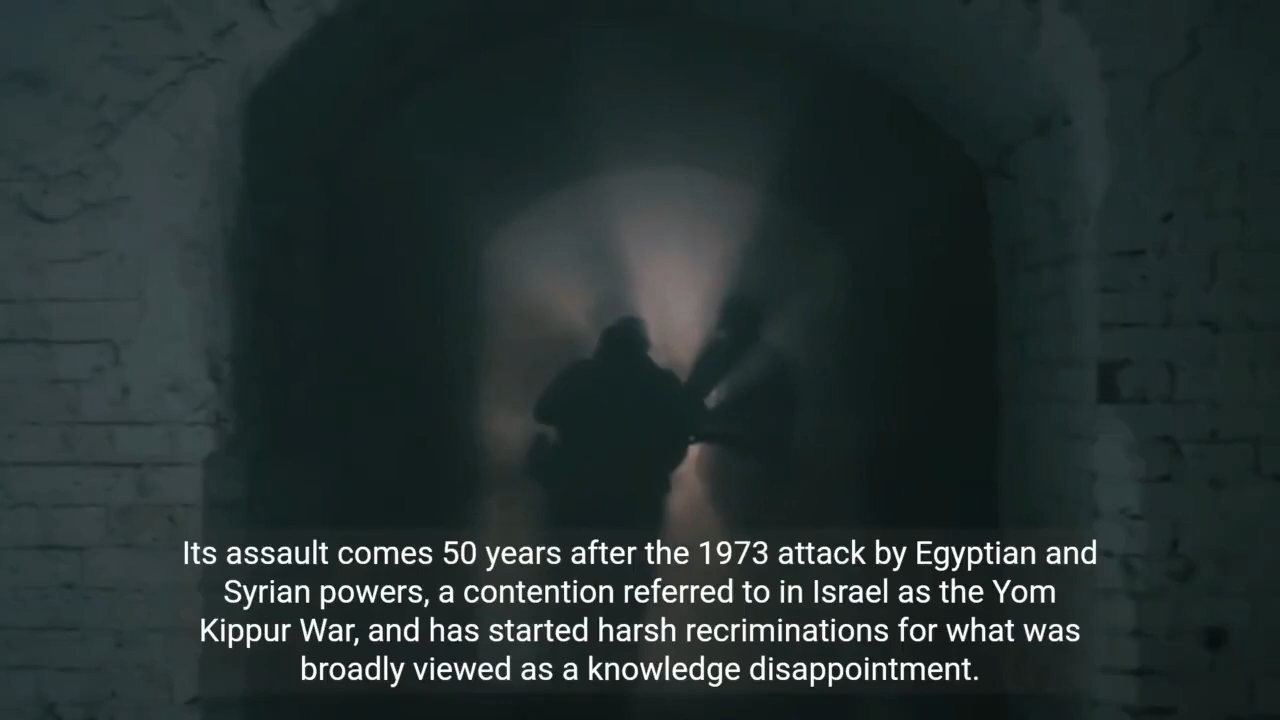 Its assault comes 50 years after the 1973 attack by Egyptian and
Syrian powers, a contention referred to in Israel as the Yom
Kippur War, and has started harsh recriminations for what was
broadly viewed as a knowledge disappointment.